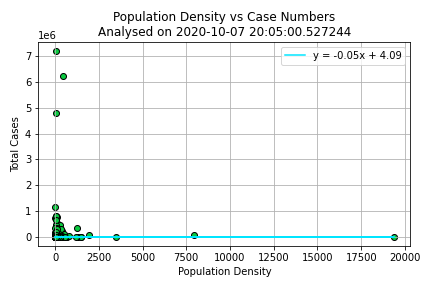 Population Density vs Case Numbers
Analysed on 2020-10-07 20:05:00.527244
1e6
y = -0.05x + 4.09
7
6
5
4
3
2
1
0
Total Cases
0 2500 5000 7500 10000 12500 15000 17500 20000
Population Density